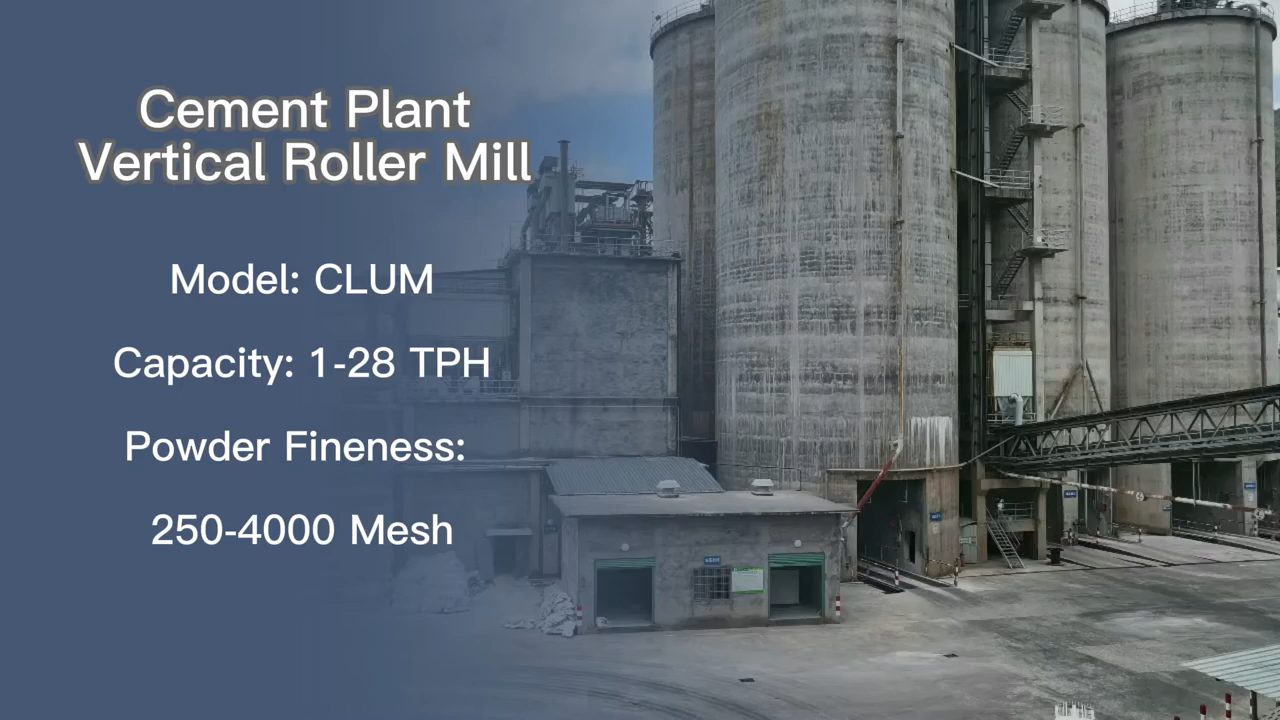 Cement Plant
Vertical Roller Mill
Model: CLUM
Capacity: 1-28 TPH
Powder Fineness:
250-4000 Mesh